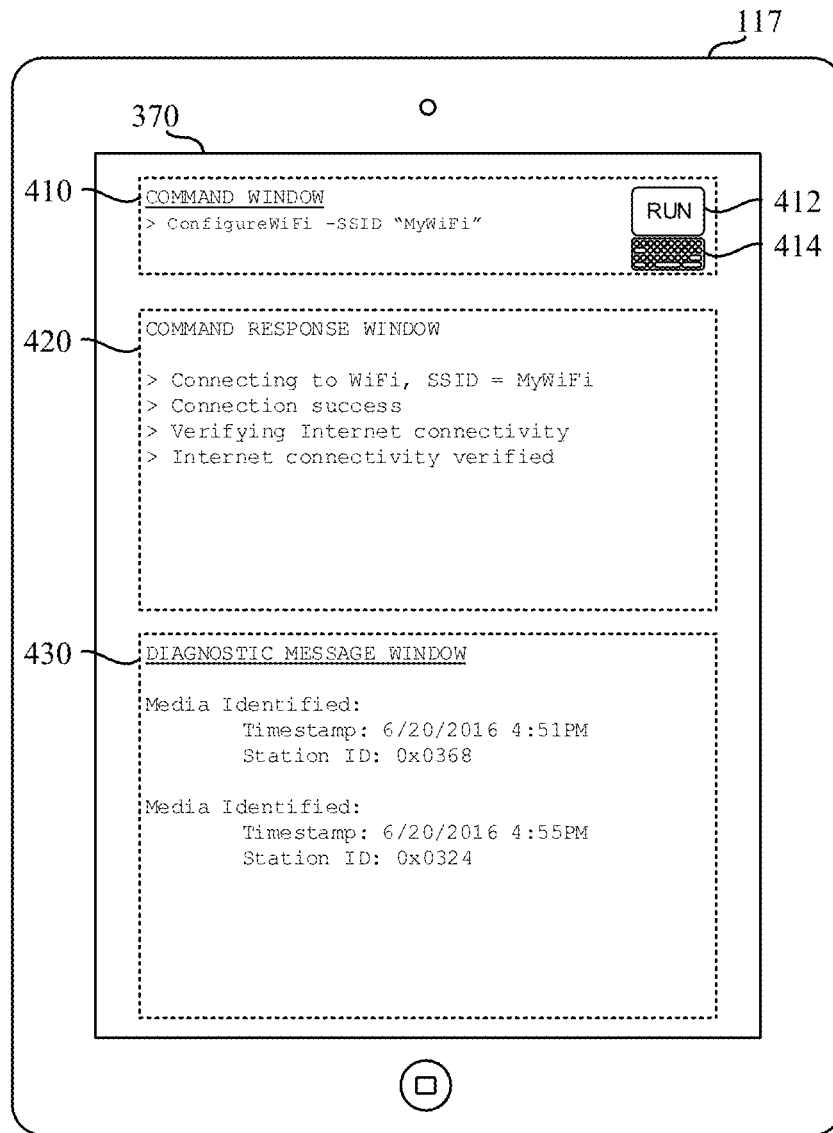 117
370
410
COMMAND WINDOW
> ConfigureWiFi -SSID “MyWiFi”
RUN
412
414
420
COMMAND RESPONSE WINDOW
> Connecting to WiFi, SSID = MyWiFi
> Connection success
> Verifying Internet connectivity
> Internet connectivity verified
430
DIAGNOSTIC MESSAGE WINDOW
Media Identified:
Timestamp: 6/20/2016 4:51PM
Station ID: 0x0368
Media Identified:
Timestamp: 6/20/2016 4:55PM
Station ID: 0x0324